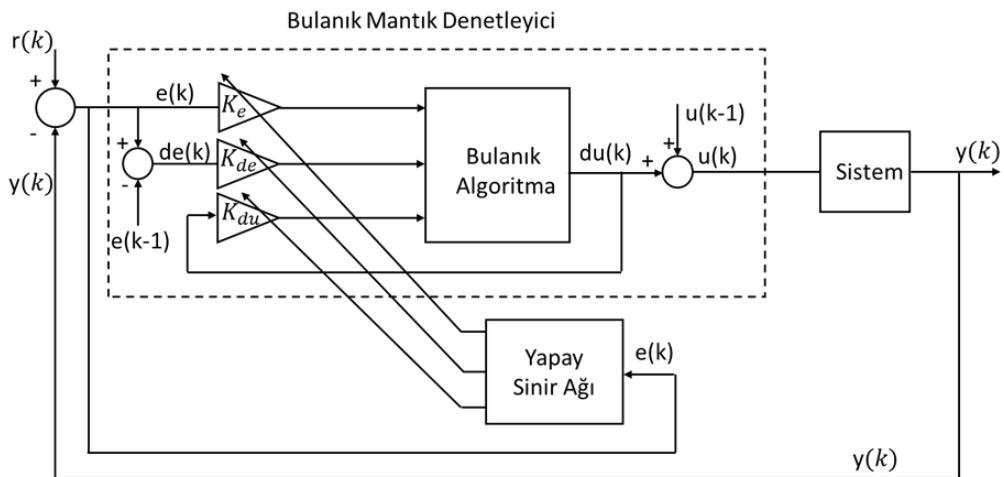 Bulanık Mantık Denetleyici
r(k)
+
-
y(k)
e(k)
K_e
+
-
de(k)
K_de
e(k-1)
K_du
Bulanık
Algoritma
du(k)
+
+
u(k-1)
u(k)
Sistem
y(k)
Yapay
Sinir Ağı
e(k)
y(k)